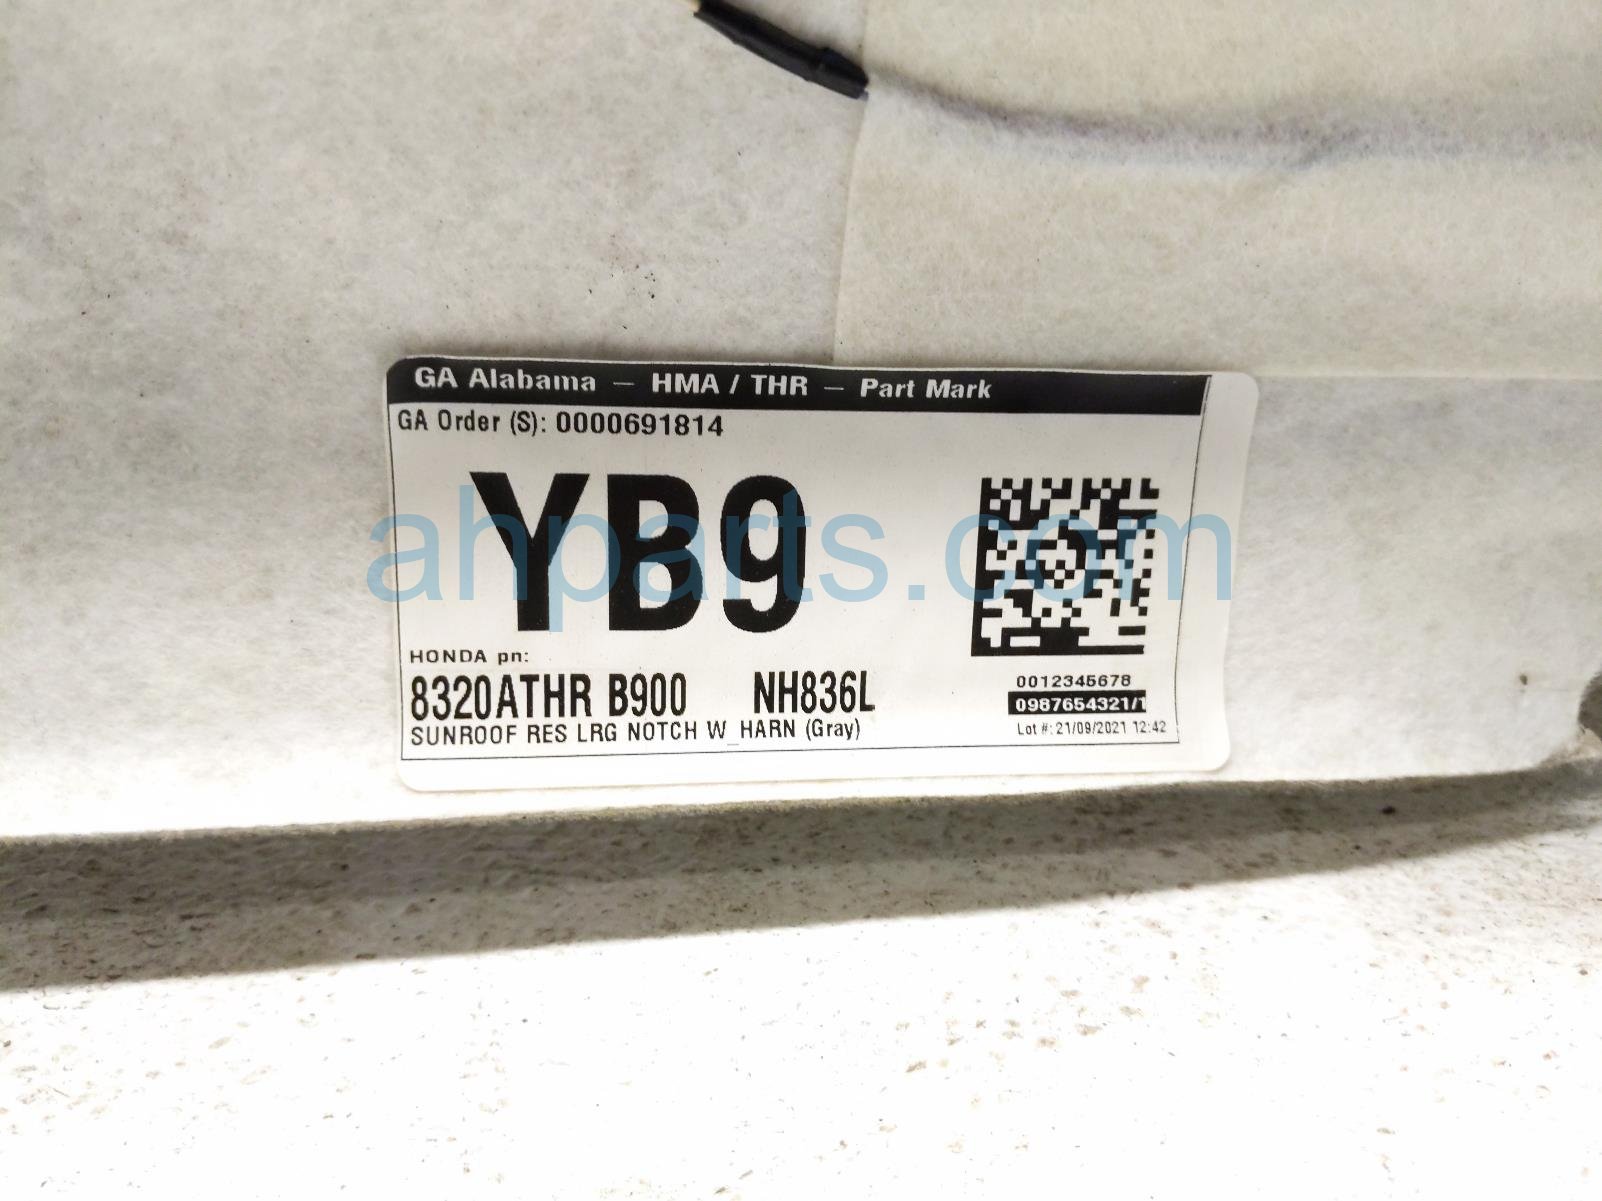 GA Alabama – HMA / THR – Part Mark
GA Order (S): 0000691814
YB9
ahparts.com
HONDA pn:
8320ATHR B900 NH836L
SUNROOF RES LRG NOTCH W_HARN (Gray)
0012345678
0987654321/1
Lot #: 21/09/2021 12:42